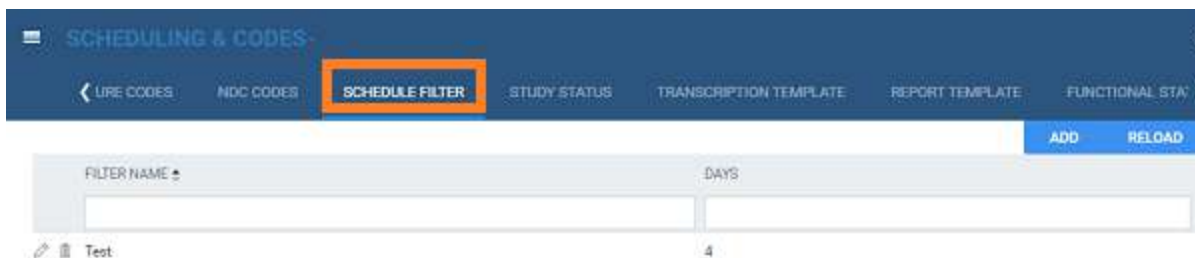 SCHEDULING & CODES-
URE CODES NDC CODES SCHEDULE FILTER STUDY STATUS TRANSCRIPTION TEMPLATE REPORT TEMPLATE FUNCTIONAL STA
ADD RELOAD
FILTER NAME DAYS
Test 4